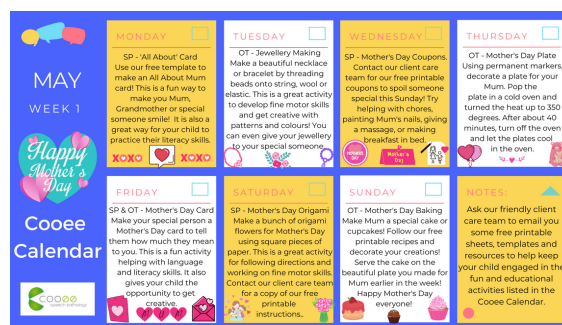 MAY
WEEK 1
Happy
Mother's
Day
Cooee
Calendar
Cooee
speech pathology
MONDAY
SP - 'All About' Card
Use our free template to
make an All About Mum
card! This is a fun way to
make you Mum,
Grandmother or special
someone smile! It is also a
great way for your child to
practice their literacy skills.
XOXO
XOXO
TUESDAY
OT - Jewellery Making
Make a beautiful necklace
or bracelet by threading
beads onto string, wool or
elastic. This is a great activity
to develop fine motor skills
and get creative with
patterns and colours! You
can even give your jewellery
to your special someone.
WEDNESDAY
SP - Mother's Day Coupons.
Contact our client care
team for our free printable
coupons to spoil someone
special this Sunday! Try
helping with chores,
painting Mum's nails, giving
a massage, or making
breakfast in bed.
MOTHER'S
DAY
Mother's
Day
THURSDAY
OT - Mother's Day Plate
Using permanent markers,
decorate a plate for your
Mum. Pop the
plate in a cold oven and
turned the heat up to 350
degrees. After about 40
minutes, turn off the oven
and let the plates cool
in the oven.
FRIDAY
SP & OT - Mother's Day Card
Make your special person a
Mother's Day card to tell
them how much they mean
to you. This is a fun activity
helping with language
and literacy skills. It also
gives your child the
opportunity to get
creative.
SATURDAY
SP - Mother's Day Origami
Make a bunch of origami
flowers for Mother's Day
using square pieces of
paper. This is a great activity
for following directions and
working on fine motor skills.
Contact our client care team
for a copy of our free
printable
instructions..
SUNDAY
OT - Mother's Day Baking
Make Mum a special cake or
cupcakes! Follow our free
printable recipes and
decorate your creations!
Serve the cake on the
beautiful plate you made for
Mum earlier in the week!
Happy Mother's Day
everyone!
NOTES:
Ask our friendly client
care team to email you
some free printable
sheets, templates and
resources to help keep
your child engaged in the
fun and educational
activities listed in the
Cooee Calendar.